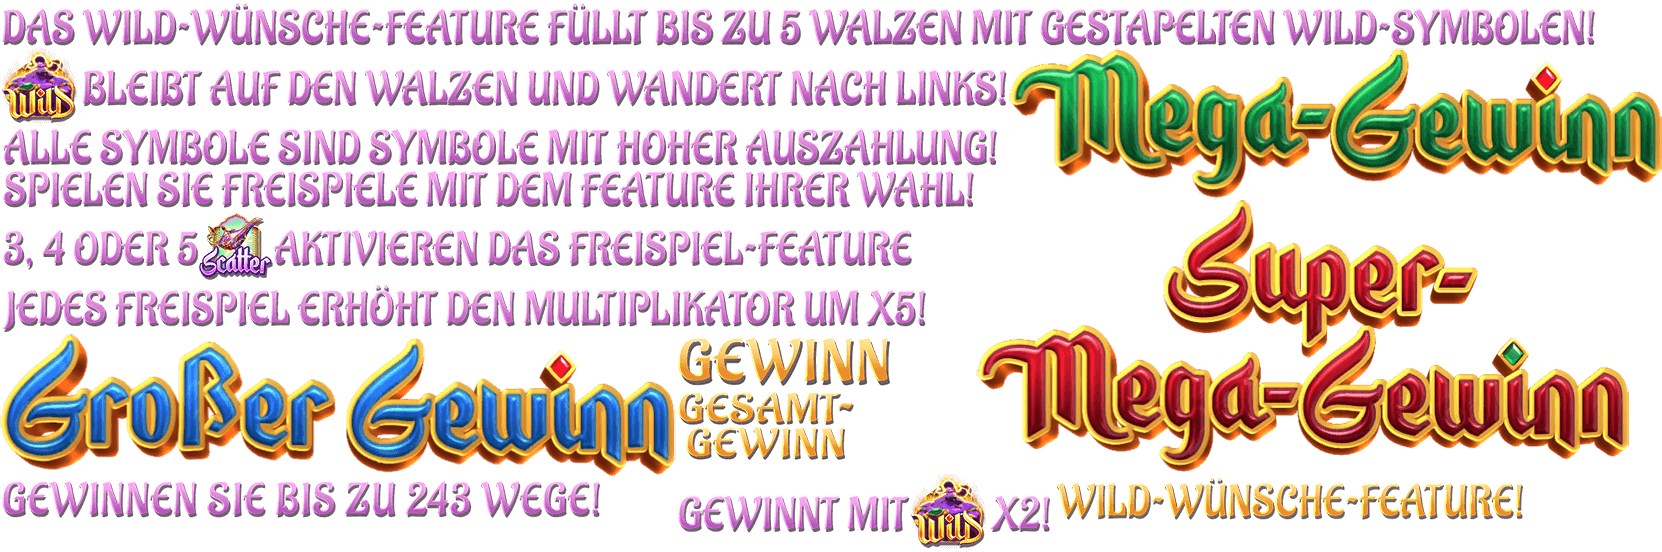 DAS WILD-WÜNSCHE-FEATURE FÜLLT BIS ZU 5 WALZEN MIT GESTAPELTEN WILD-SYMBOLEN!
Wild BLEIBT AUF DEN WALZEN UND WANDERT NACH LINKS!
Mega-Gewinn
ALLE SYMBOLE SIND SYMBOLE MIT HOHER AUSZAHLUNG!
SPIELEN SIE FREISPIELE MIT DEM FEATURE IHRER WAHL!
3, 4 ODER 5 Scatter AKTIVIEREN DAS FREISPIEL-FEATURE
JEDES FREISPIEL ERHÖHT DEN MULTIPLIKATOR UM X5!
Super-
Mega-Gewinn
Großer Gewinn
GEWINN
GESAMT-
GEWINN
GEWINNEN SIE BIS ZU 243 WEGE!
GEWINNT MIT Wild X2!
WILD-WÜNSCHE-FEATURE!